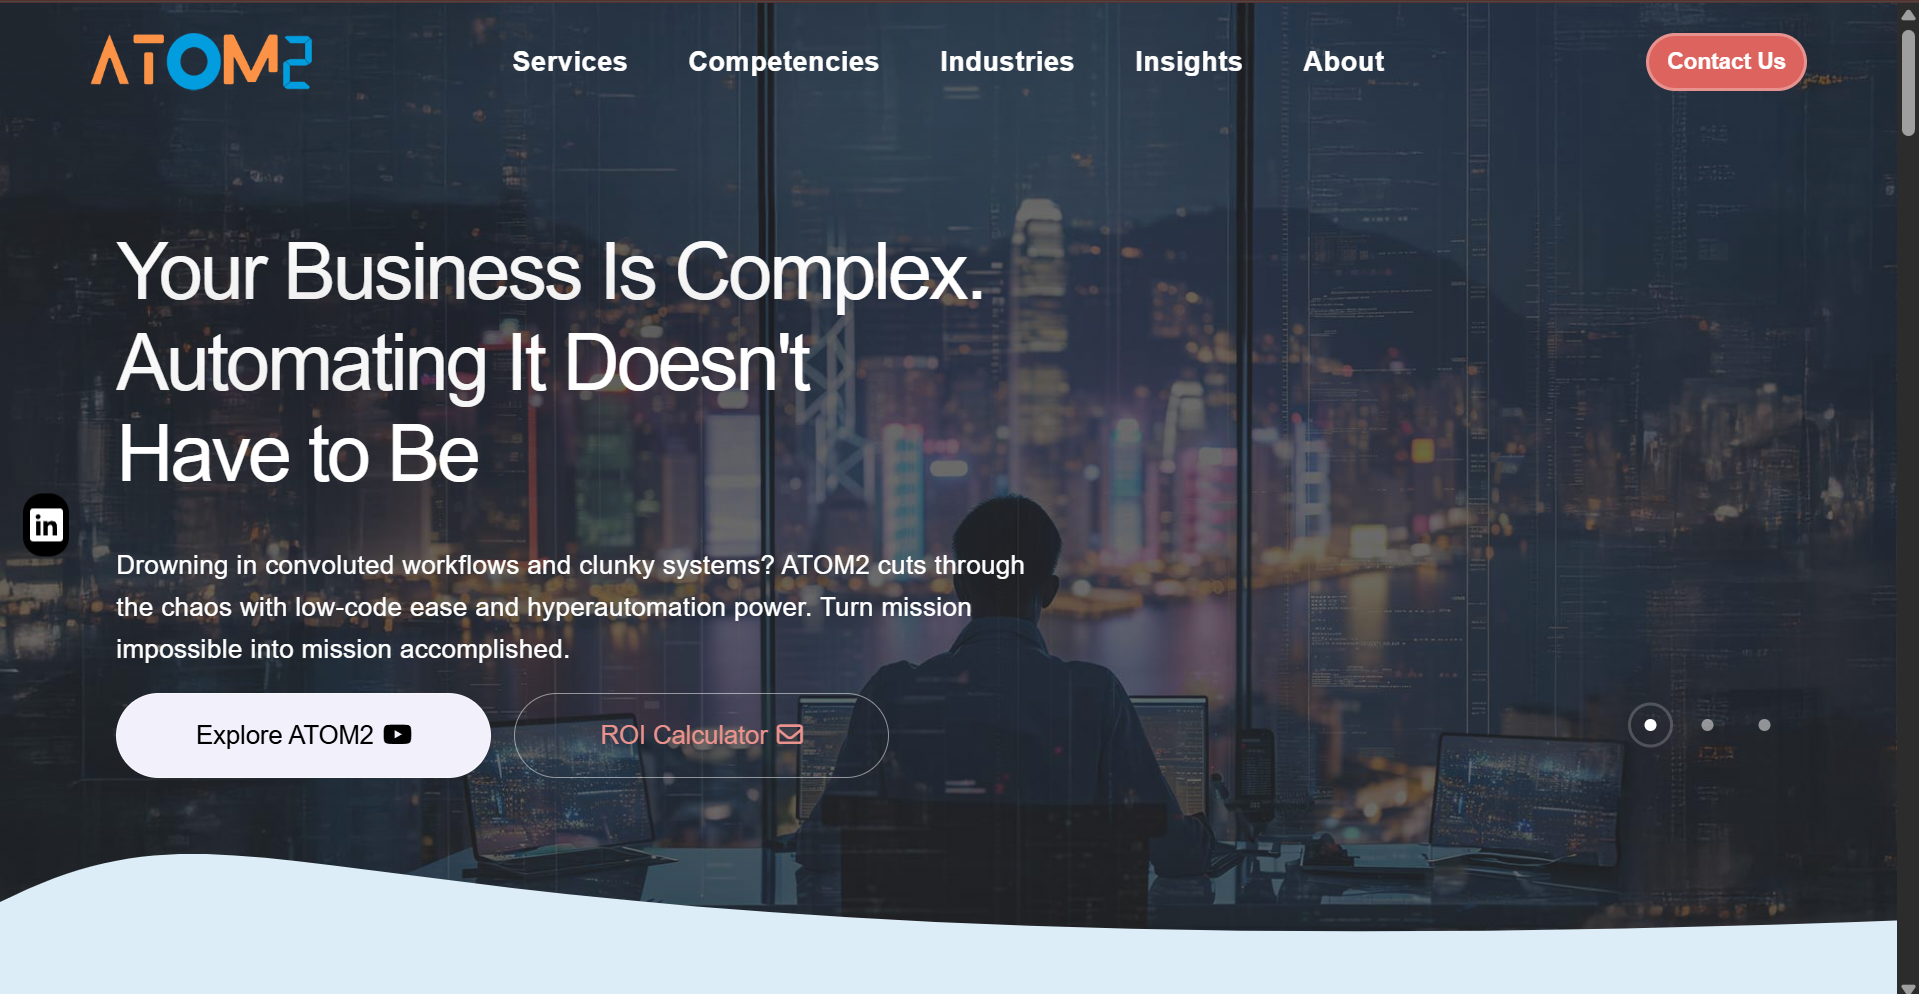 ATOM2
Services
Competencies
Industries
Insights
About
Contact Us
Your Business Is Complex.
Automating It Doesn't
Have to Be
in
Drowning in convoluted workflows and clunky systems? ATOM2 cuts through
the chaos with low-code ease and hyperautomation power. Turn mission
impossible into mission accomplished.
Explore ATOM2
ROI Calculator